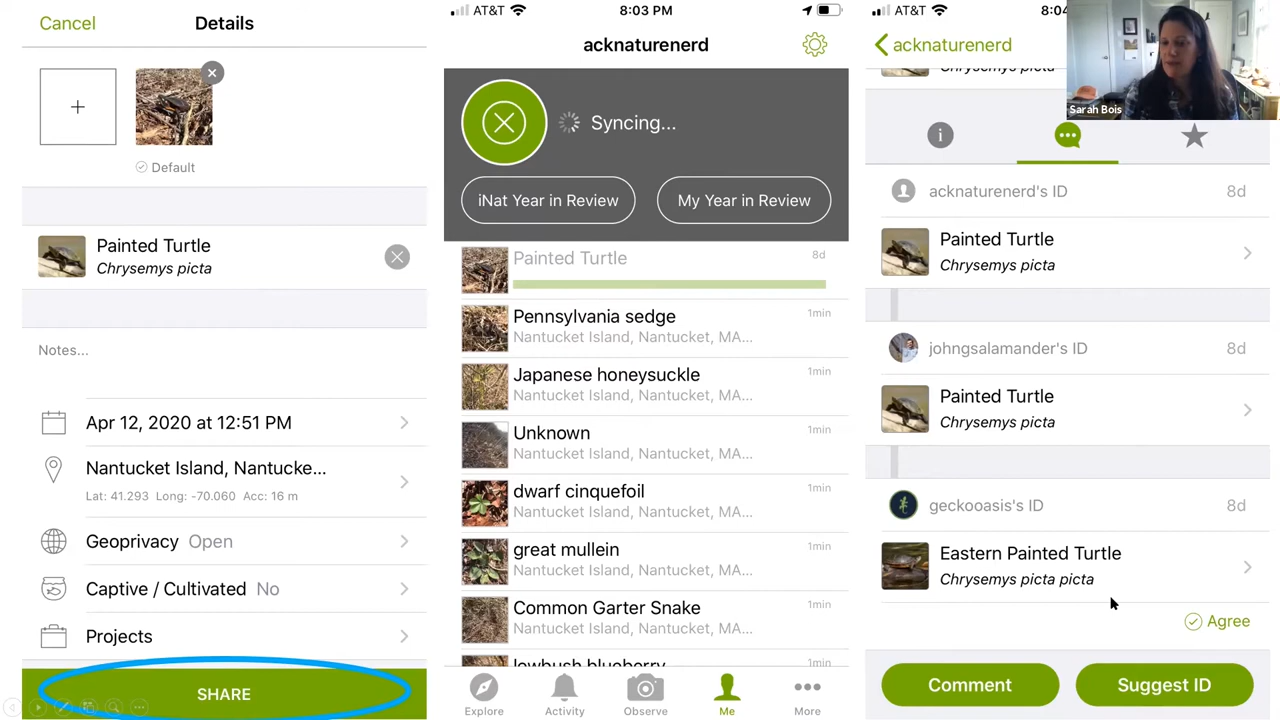 Cancel
Details
Default
Painted Turtle
Chrysemys picta
Notes...
Apr 12, 2020 at 12:51 PM
Nantucket Island, Nantucke...
Lat: 41.293 Long: -70.060 Acc: 16 m
Geoprivacy Open
Captive / Cultivated No
Projects
SHARE
AT&T
8:03 PM
acknaturenerd
Syncing...
iNat Year in Review
My Year in Review
Painted Turtle
8d
Pennsylvania sedge
1min
Nantucket Island, Nantucket, MA...
Japanese honeysuckle
1min
Nantucket Island, Nantucket, MA...
Unknown
1min
Nantucket Island, Nantucket, MA...
dwarf cinquefoil
1min
Nantucket Island, Nantucket, MA...
great mullein
1min
Nantucket Island, Nantucket, MA...
Common Garter Snake
1min
Nantucket Island, Nantucket, MA...
lowbush blueberry
1min
Explore
Activity
Observe
Me
More
AT&T
8:04
acknaturenerd
Chrysemys picta
Sarah Bois
acknaturenerd's ID
8d
Painted Turtle
Chrysemys picta
johngsalamander's ID
8d
Painted Turtle
Chrysemys picta
geckooasis's ID
8d
Eastern Painted Turtle
Chrysemys picta picta
Agree
Comment
Suggest ID